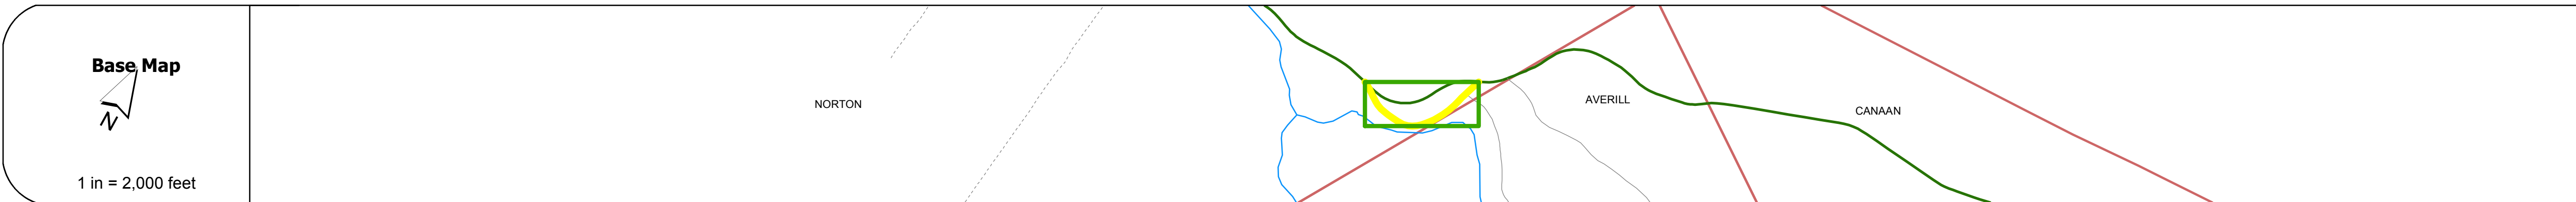 Base Map
N
1 in = 2,000 feet
NORTON
AVERILL
CANAAN